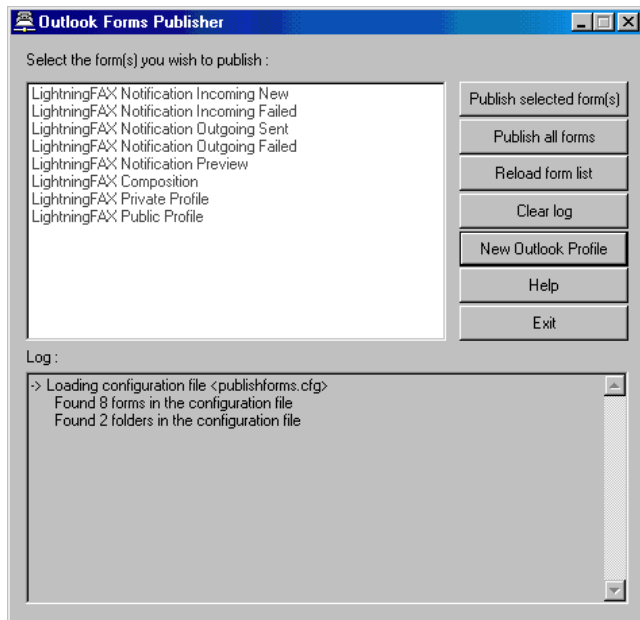 Outlook Forms Publisher
Select the form(s) you wish to publish :
LightningFAX Notification Incoming New
LightningFAX Notification Incoming Failed
LightningFAX Notification Outgoing Sent
LightningFAX Notification Outgoing Failed
LightningFAX Notification Preview
LightningFAX Composition
LightningFAX Private Profile
LightningFAX Public Profile
Publish selected form(s)
Publish all forms
Reload form list
Clear log
New Outlook Profile
Help
Exit
Log :
-> Loading configuration file <publishforms.cfg>
Found 8 forms in the configuration file
Found 2 folders in the configuration file